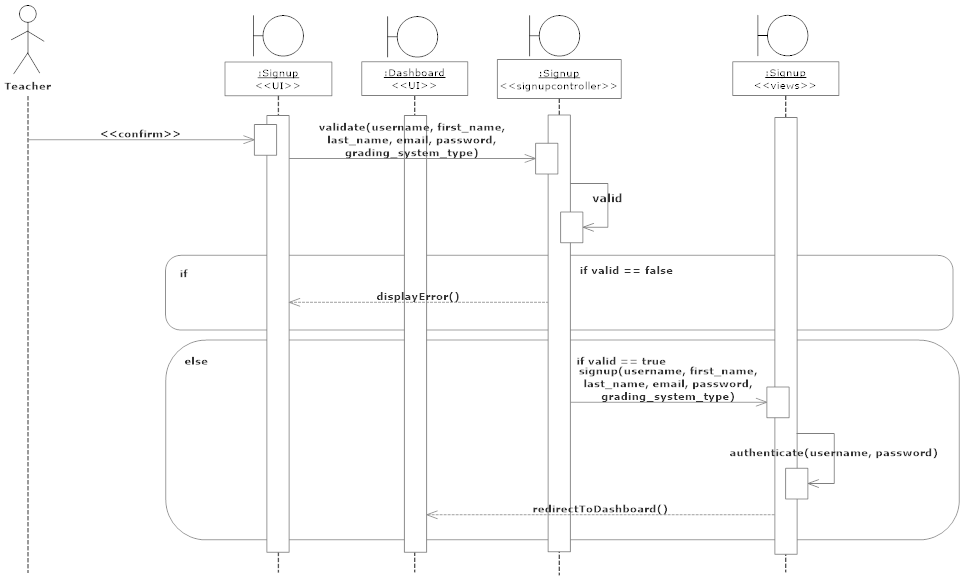 :Signup
<<UI>>
:Dashboard
<<UI>>
:Signup
<<signupcontroller>>
:Signup
<<views>>
Teacher
<<confirm>>
validate(username, first_name,
last_name, email, password,
grading_system_type)
valid
if
if valid == false
displayError()
else
if valid == true
signup(username, first_name,
last_name, email, password,
grading_system_type)
authenticate(username, password)
redirectToDashboard()